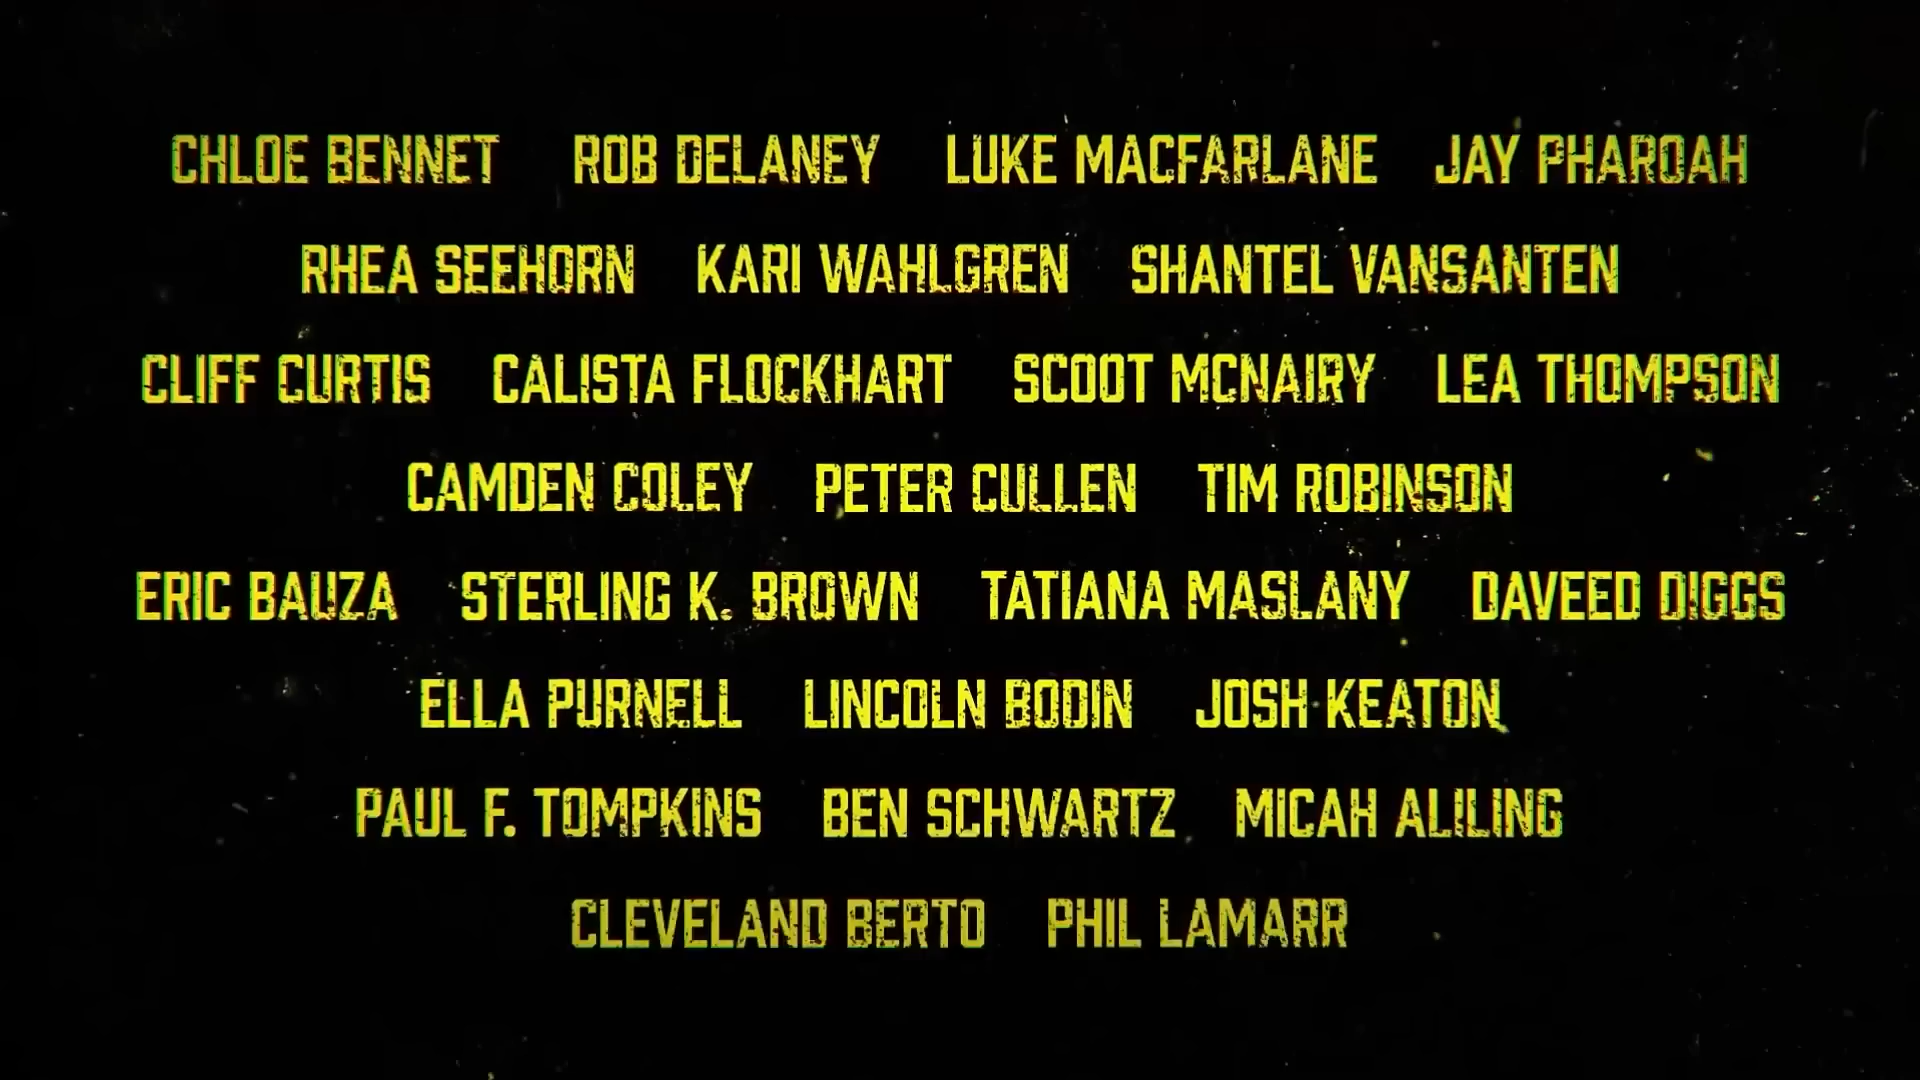 CHLOE BENNET ROB DELANEY LUKE MACFARLANE JAY PHAROAH
RHEA SEEHORN KARI WAHLGREN SHANTEL VANSANTEN
CLIFF CURTIS CALISTA FLOCKHART SCOOT MCNAIRY LEA THOMPSON
CAMDEN COLEY PETER CULLEN TIM ROBINSON
ERIC BAUZA STERLING K. BROWN TATIANA MASLANY DAVEED DIGGS
ELLA PURNELL LINCOLN BODIN JOSH KEATON
PAUL F. TOMPKINS BEN SCHWARTZ MICAH ALILING
CLEVELAND BERTO PHIL LAMARR